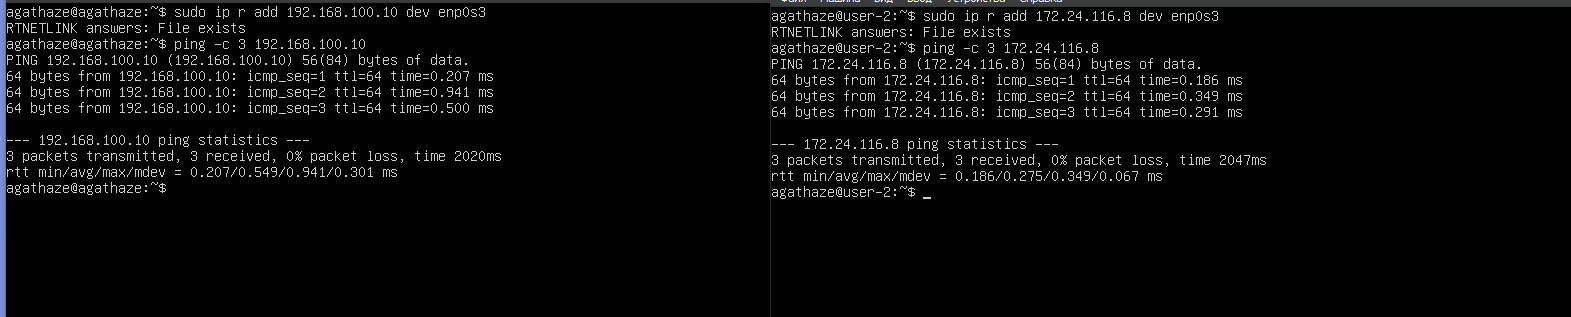 agathaze@agathaze:~$ sudo ip r add 192.168.100.10 dev enp0s3
RTNETLINK answers: File exists
agathaze@agathaze:~$ ping -c 3 192.168.100.10
PING 192.168.100.10 (192.168.100.10) 56(84) bytes of data.
64 bytes from 192.168.100.10: icmp_seq=1 ttl=64 time=0.207 ms
64 bytes from 192.168.100.10: icmp_seq=2 ttl=64 time=0.941 ms
64 bytes from 192.168.100.10: icmp_seq=3 ttl=64 time=0.500 ms
--- 192.168.100.10 ping statistics ---
3 packets transmitted, 3 received, 0% packet loss, time 2020ms
rtt min/avg/max/mdev = 0.207/0.549/0.941/0.301 ms
agathaze@agathaze:~$
Файл Машина Вид Ввод Устройства Справка
agathaze@user-2:~$ sudo ip r add 172.24.116.8 dev enp0s3
RTNETLINK answers: File exists
agathaze@user-2:~$ ping -c 3 172.24.116.8
PING 172.24.116.8 (172.24.116.8) 56(84) bytes of data.
64 bytes from 172.24.116.8: icmp_seq=1 ttl=64 time=0.186 ms
64 bytes from 172.24.116.8: icmp_seq=2 ttl=64 time=0.349 ms
64 bytes from 172.24.116.8: icmp_seq=3 ttl=64 time=0.291 ms
--- 172.24.116.8 ping statistics ---
3 packets transmitted, 3 received, 0% packet loss, time 2047ms
rtt min/avg/max/mdev = 0.186/0.275/0.349/0.067 ms
agathaze@user-2:~$ _